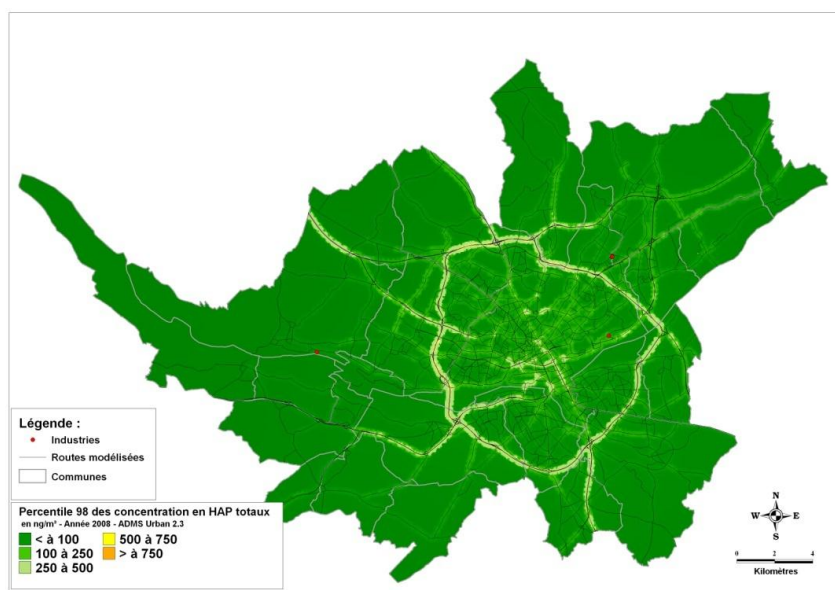 Légende :
Industries
Routes modélisées
Communes
Percentile 98 des concentration en HAP totaux
en ng/m³ - Année 2008 - ADMS Urban 2.3
< à 100
100 à 250
250 à 500
500 à 750
> à 750
N
W E
S
0 2 4
Kilomètres